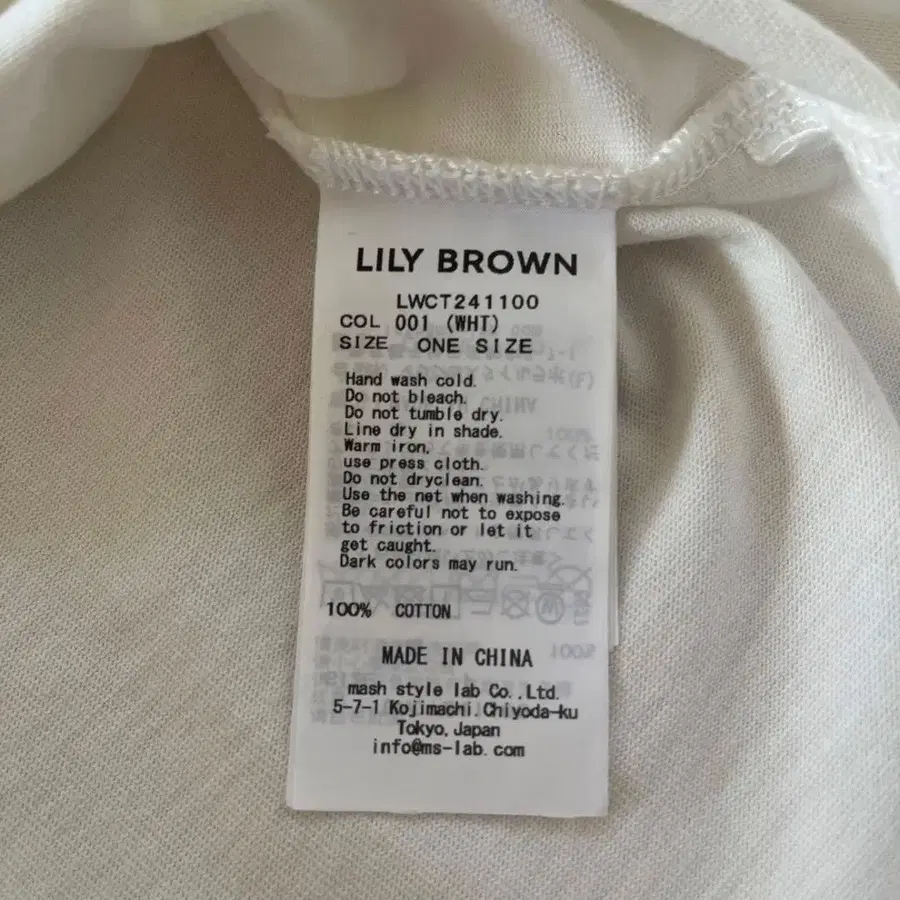 LILY BROWN
LWCT241100
COL 001 (WHT)
SIZE ONE SIZE
Hand wash cold.
Do not bleach.
Do not tumble dry.
Line dry in shade.
Warm iron,
use press cloth.
Do not dryclean.
Use the net when washing.
Be careful not to expose
to friction or let it
get caught.
Dark colors may run.
100% COTTON
MADE IN CHINA
mash style lab Co.,Ltd.
5-7-1 Kojimachi,Chiyoda-ku
Tokyo,Japan
info@ms-lab.com